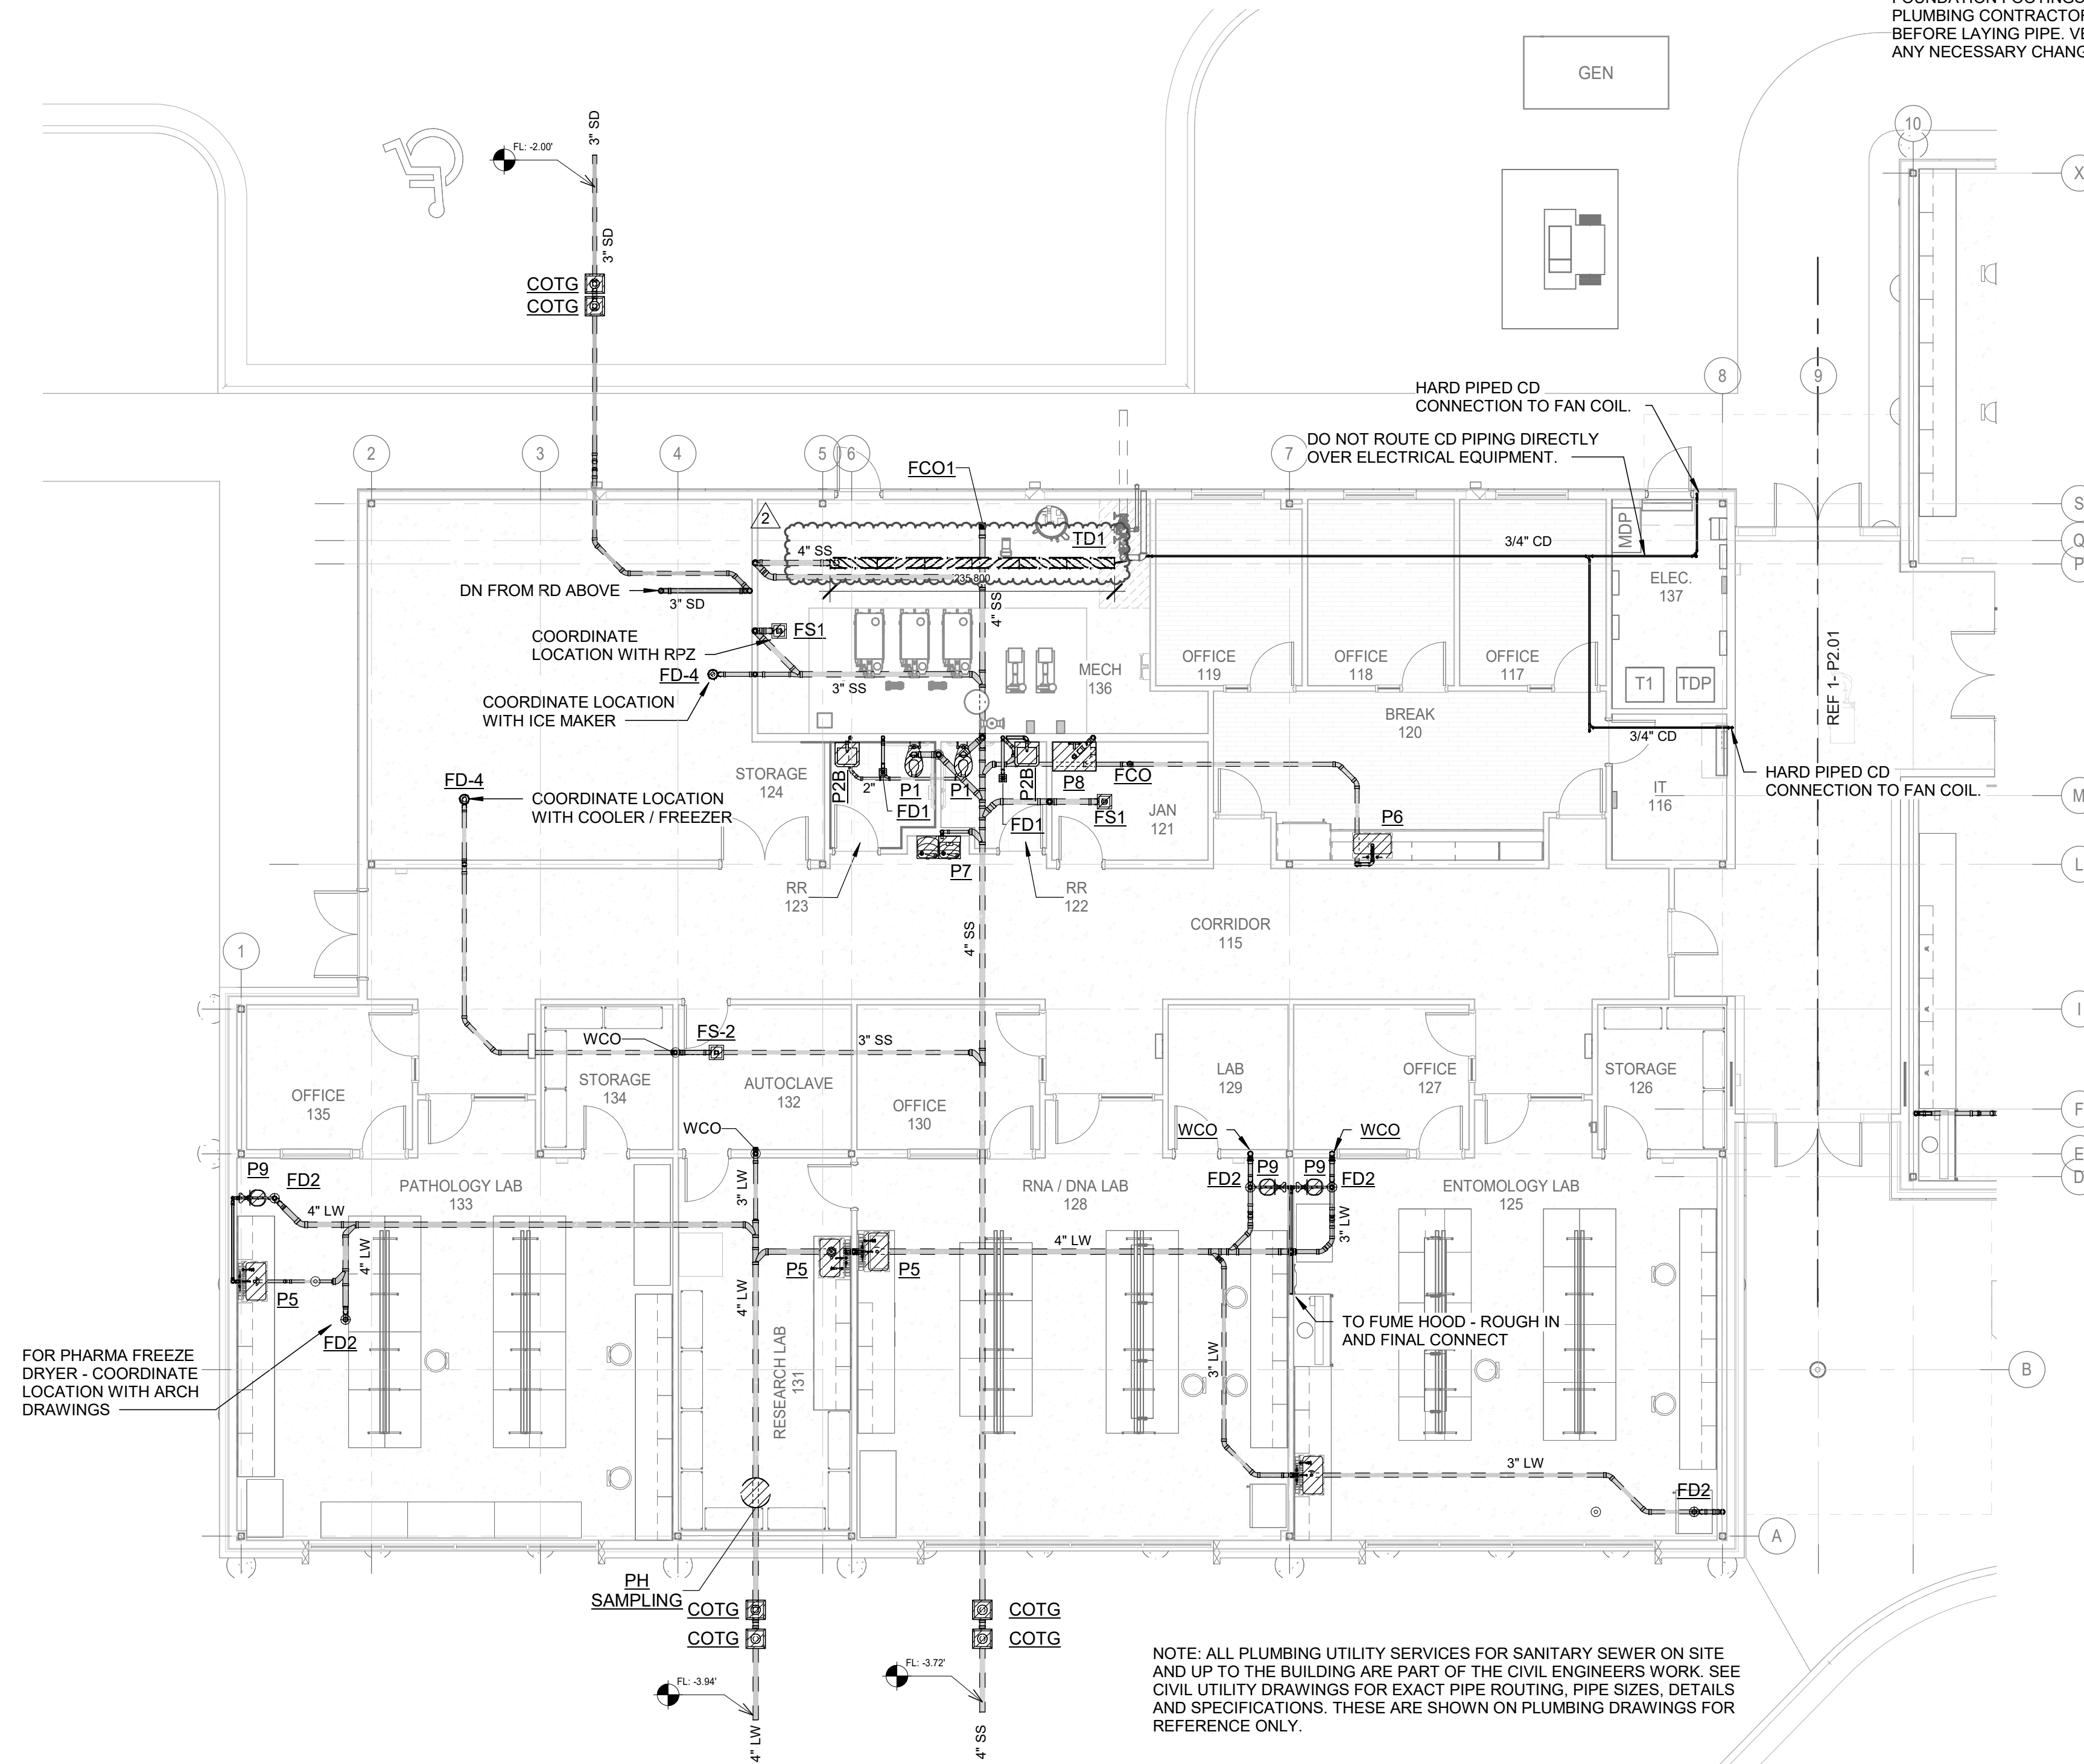 FOUNDATION FOOTINGS
PLUMBING CONTRACTOR
BEFORE LAYING PIPE. VE
ANY NECESSARY CHANG
GEN
10
X
3" SD
FL: -2.00'
3" SD
COTG
COTG
HARD PIPED CD
CONNECTION TO FAN COIL.
8
9
DO NOT ROUTE CD PIPING DIRECTLY
OVER ELECTRICAL EQUIPMENT.
2
3
4
5
6
7
FCO1
S
2
TD1
4" SS
3/4" CD
MDP
Q
P
ELEC.
137
DN FROM RD ABOVE
3" SD
4" SS
COORDINATE
LOCATION WITH RPZ
FS1
FD-4
3" SS
COORDINATE LOCATION
WITH ICE MAKER
MECH
136
OFFICE
119
OFFICE
118
OFFICE
117
T1
TDP
REF 1- P2.01
BREAK
120
3/4" CD
STORAGE
124
P2B
2"
P1
FD1
P1
P2B
FD1
P8
FCO
FS1
JAN
121
IT
116
HARD PIPED CD
CONNECTION TO FAN COIL.
FD-4
COORDINATE LOCATION
WITH COOLER / FREEZER
P6
M
L
P7
RR
123
RR
122
CORRIDOR
115
4" SS
1
I
WCO
FS-2
3" SS
OFFICE
135
STORAGE
134
AUTOCLAVE
132
OFFICE
130
LAB
129
OFFICE
127
STORAGE
126
F
WCO
WCO
WCO
E
D
P9
FD2
PATHOLOGY LAB
133
3" LW
RNA / DNA LAB
128
FD2
P9
P9
FD2
ENTOMOLOGY LAB
125
4" LW
4" LW
4" LW
3" LW
P5
P5
P5
4" LW
FD2
TO FUME HOOD - ROUGH IN
AND FINAL CONNECT
FOR PHARMA FREEZE
DRYER - COORDINATE
LOCATION WITH ARCH
DRAWINGS
RESEARCH LAB
131
3" LW
B
3" LW
FD2
A
PH
SAMPLING
COTG
COTG
COTG
COTG
FL: -3.94'
FL: -3.72'
4" LW
4" SS
NOTE: ALL PLUMBING UTILITY SERVICES FOR SANITARY SEWER ON SITE
AND UP TO THE BUILDING ARE PART OF THE CIVIL ENGINEERS WORK. SEE
CIVIL UTILITY DRAWINGS FOR EXACT PIPE ROUTING, PIPE SIZES, DETAILS
AND SPECIFICATIONS. THESE ARE SHOWN ON PLUMBING DRAWINGS FOR
REFERENCE ONLY.